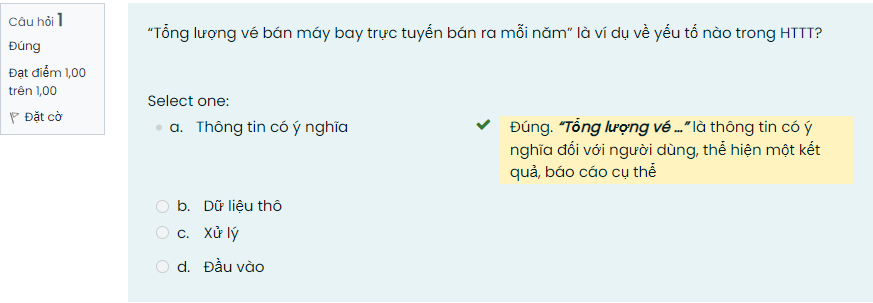 Câu hỏi 1
Đúng
Đạt điểm 1,00
trên 1,00
Đặt cờ
“Tổng lượng vé bán máy bay trực tuyến bán ra mỗi năm” là ví dụ về yếu tố nào trong HTTT?
Select one:
a. Thông tin có ý nghĩa
Đúng. “Tổng lượng vé …” là thông tin có ý
nghĩa đối với người dùng, thể hiện một kết
quả, báo cáo cụ thể
b. Dữ liệu thô
c. Xử lý
d. Đầu vào